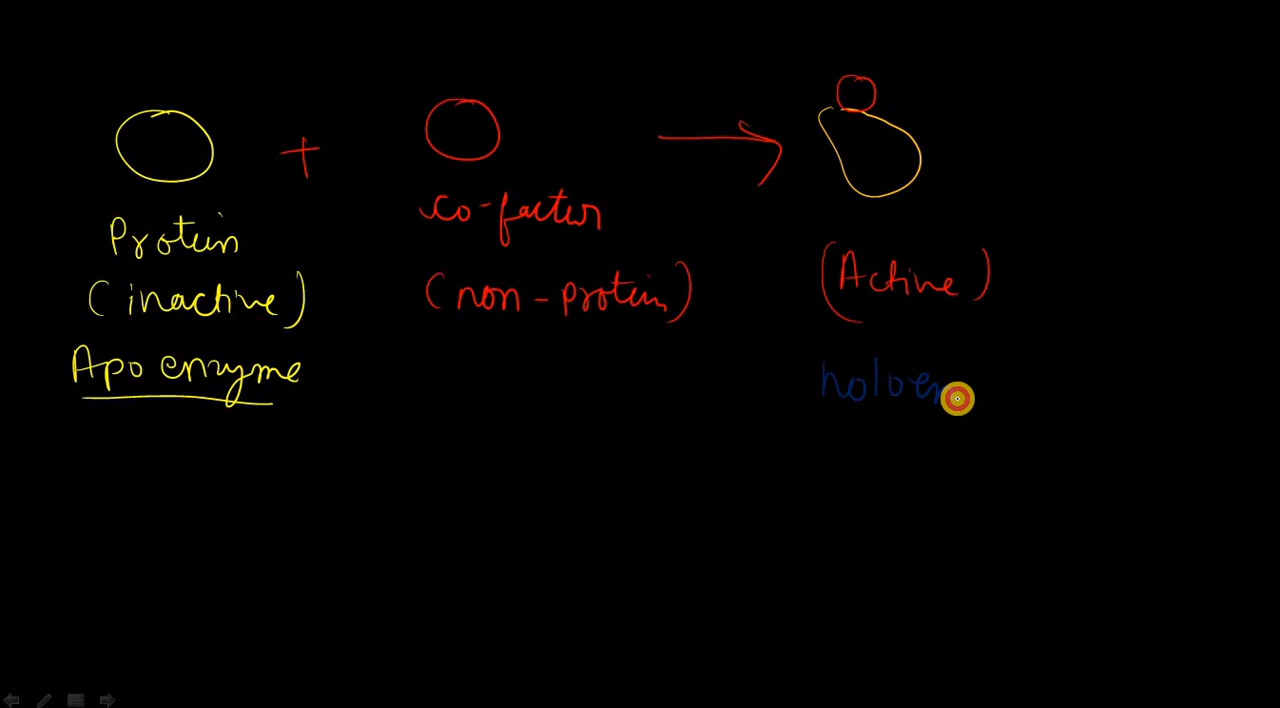 +
Protein
(inactive)
Apo enzyme
co-factor
(non-protein)
(Active)
holoen